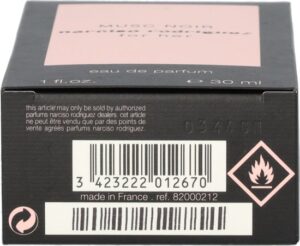 MUSC NOIR
narciso rodriguez
for her
eau de parfum
1 fl.oz. ℮ 30 ml
this article may only be sold by authorized
parfums narciso rodriguez dealers. cet article
ne peut être vendu que par des points de
vente agréés parfums narciso rodriguez.
3 423222 012670
made in France . ref. 82000212